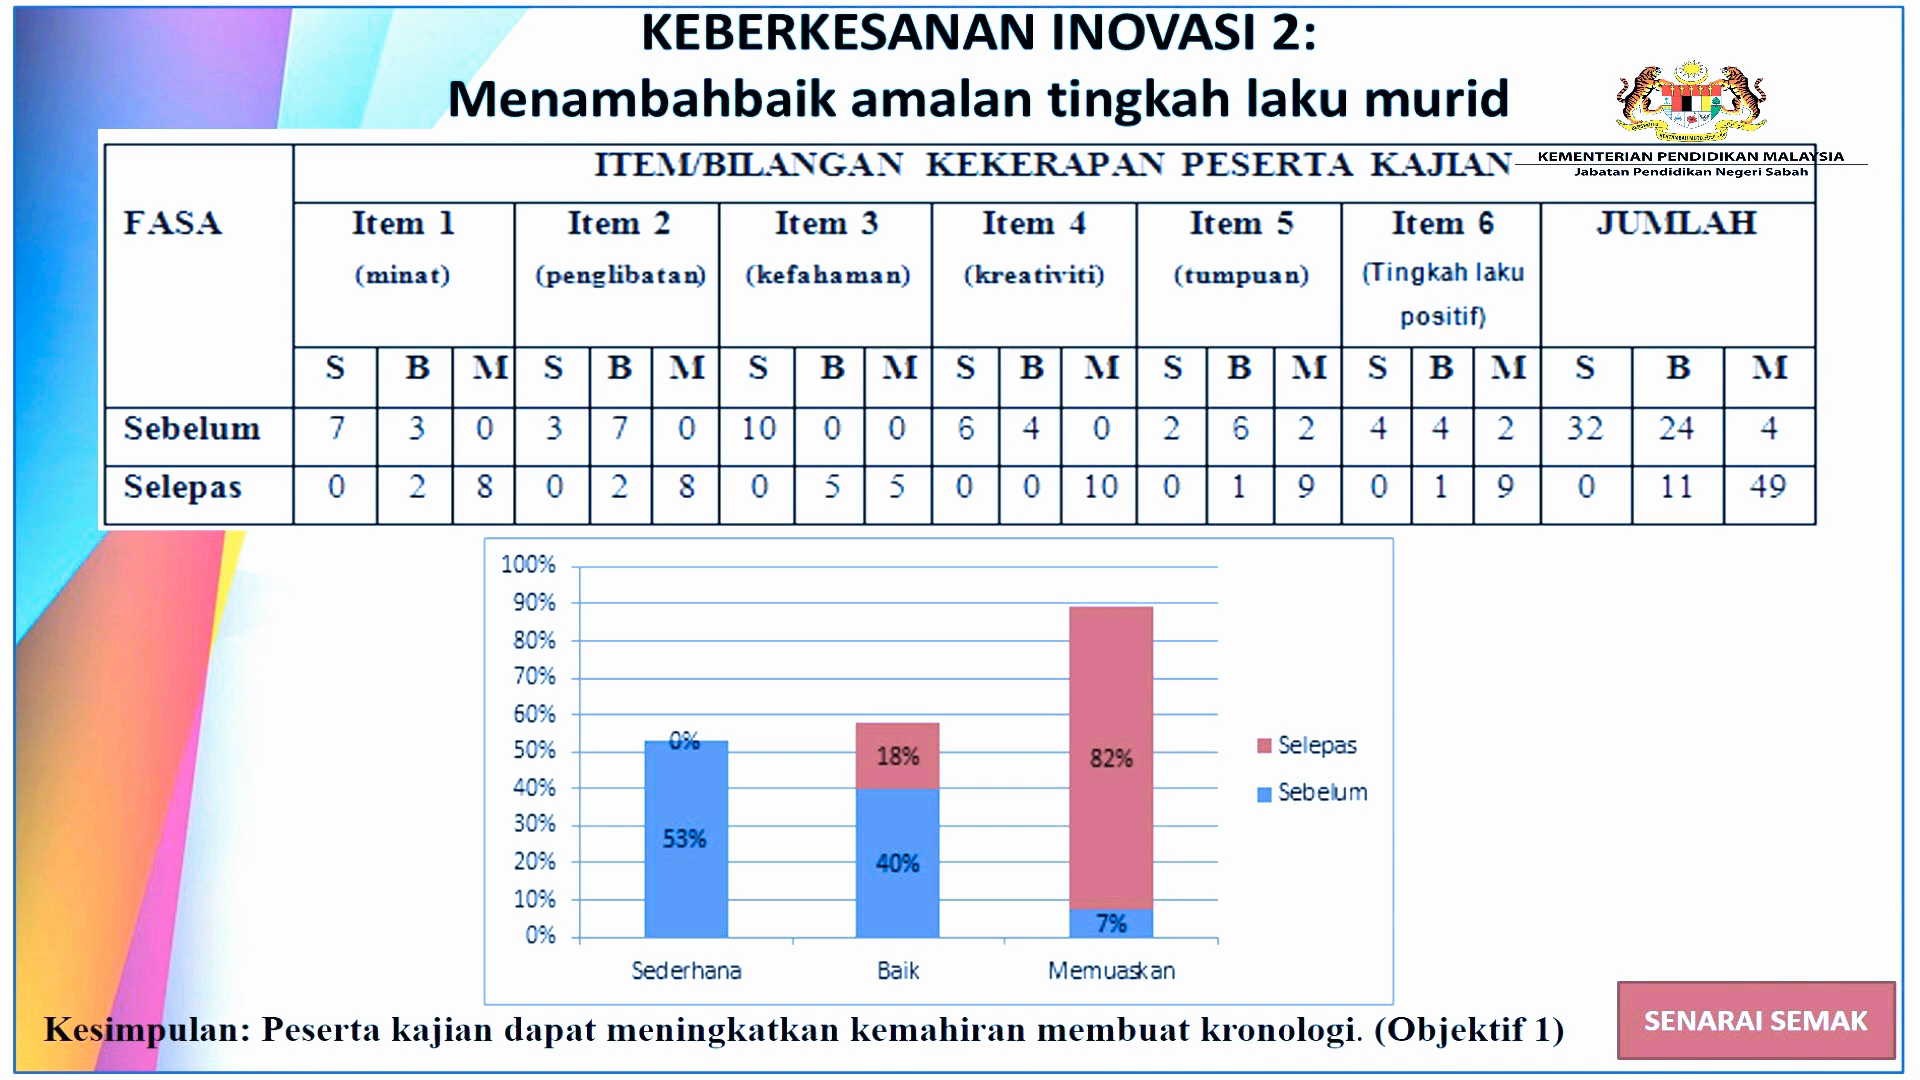 KEBERKESANAN INOVASI 2:
Menambahbaik amalan tingkah laku murid
KEMENTERIAN PENDIDIKAN MALAYSIA
Jabatan Pendidikan Negeri Sabah
FASA
ITEM/BILANGAN KEKERAPAN PESERTA KAJIAN
Item 1 Item 2 Item 3 Item 4 Item 5 Item 6 JUMLAH
(minat) (penglibatan) (kefahaman) (kreativiti) (tumpuan) (Tingkah laku
positif)
S B M S B M S B M S B M S B M S B M S B M
Sebelum 7 3 0 3 7 0 10 0 0 6 4 0 2 6 2 4 4 2 32 24 4
Selepas 0 2 8 0 2 8 0 5 5 0 0 10 0 1 9 0 1 9 0 11 49
100%
90%
80%
70%
60%
50%
40%
30%
20%
10%
0%
0%
53%
18%
40%
82%
7%
Sederhana Baik Memuaskan
Selepas
Sebelum
Kesimpulan: Peserta kajian dapat meningkatkan kemahiran membuat kronologi. (Objektif 1)
SENARAI SEMAK